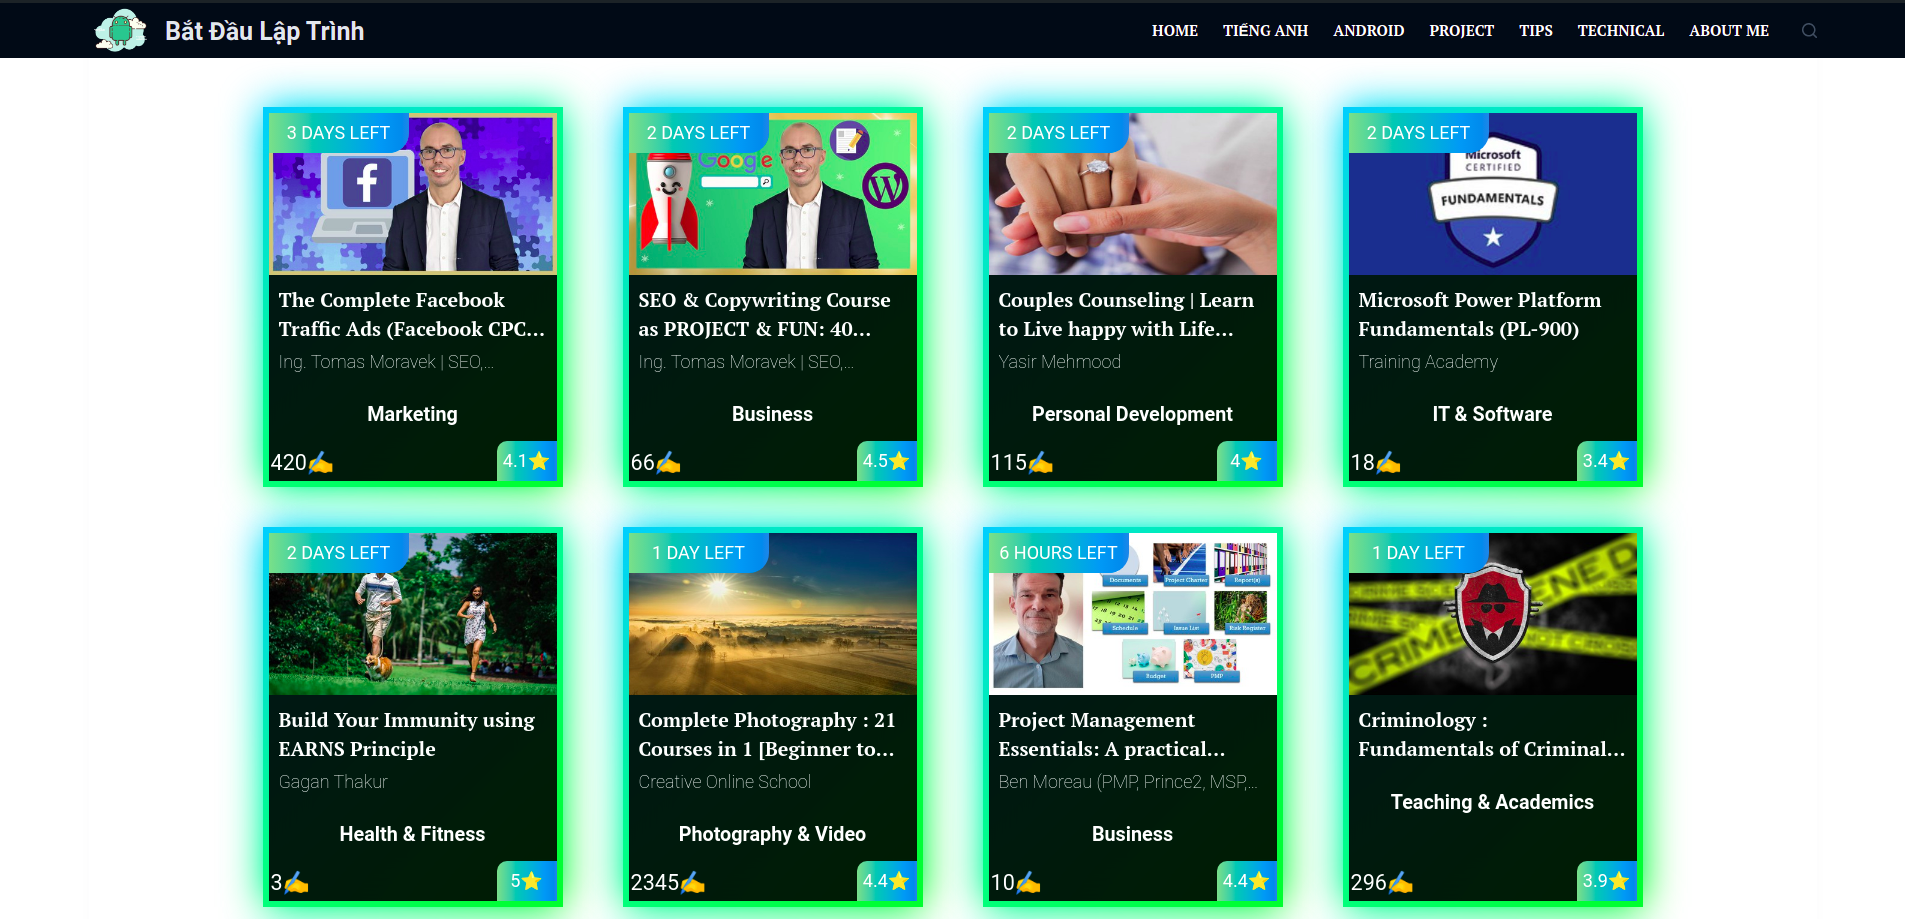 Bắt Đầu Lập Trình
HOME TIẾNG ANH ANDROID PROJECT TIPS TECHNICAL ABOUT ME
3 DAYS LEFT
The Complete Facebook
Traffic Ads (Facebook CPC...
Ing. Tomas Moravek | SEO,...
Marketing
420✍️
4.1⭐
2 DAYS LEFT
Google
SEO & Copywriting Course
as PROJECT & FUN: 40...
Ing. Tomas Moravek | SEO,...
Business
66✍️
4.5⭐
2 DAYS LEFT
Couples Counseling | Learn
to Live happy with Life...
Yasir Mehmood
Personal Development
115✍️
4⭐
2 DAYS LEFT
Microsoft
CERTIFIED
FUNDAMENTALS
Microsoft Power Platform
Fundamentals (PL-900)
Training Academy
IT & Software
18✍️
3.4⭐
2 DAYS LEFT
Build Your Immunity using
EARNS Principle
Gagan Thakur
Health & Fitness
3✍️
5⭐
1 DAY LEFT
Complete Photography : 21
Courses in 1 [Beginner to...
Creative Online School
Photography & Video
2345✍️
4.4⭐
6 HOURS LEFT
Documents Project Charter Report(s)
Schedule Issue List Risk Register
Budget PMP
Project Management
Essentials: A practical...
Ben Moreau (PMP, Prince2, MSP,...
Business
10✍️
4.4⭐
1 DAY LEFT
CRIME
Criminology :
Fundamentals of Criminal...
Teaching & Academics
296✍️
3.9⭐